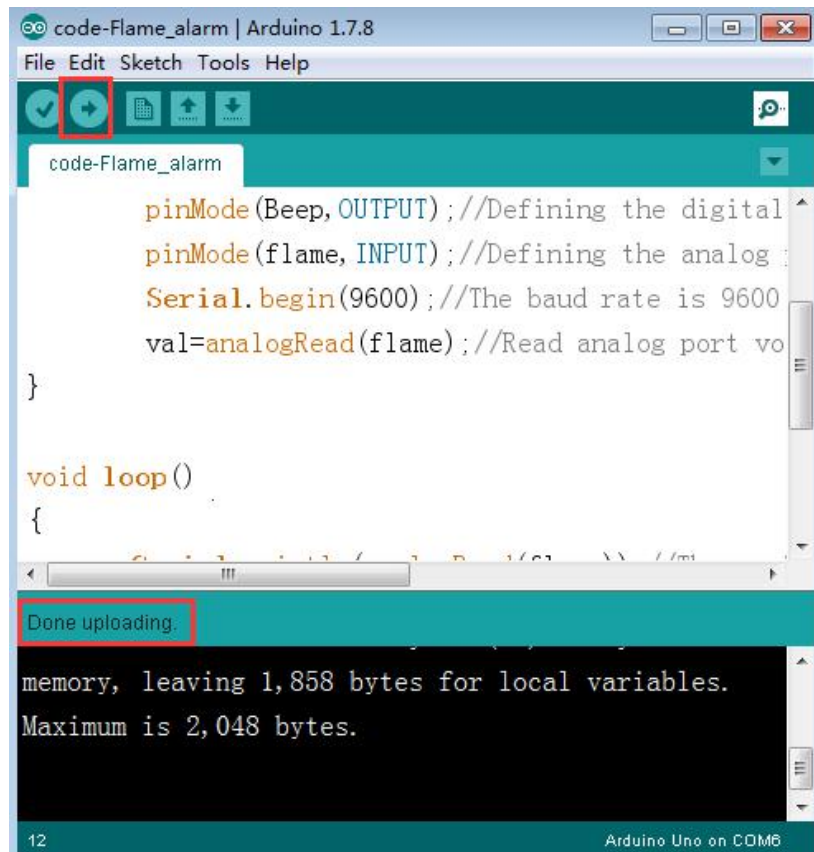 code-Flame_alarm | Arduino 1.7.8
File Edit Sketch Tools Help
code-Flame_alarm
pinMode(Beep,OUTPUT);//Defining the digital
pinMode(flame,INPUT);//Defining the analog
Serial.begin(9600);//The baud rate is 9600
val=analogRead(flame);//Read analog port vo
}
void loop()
{
Done uploading.
memory, leaving 1,858 bytes for local variables.
Maximum is 2,048 bytes.
12
Arduino Uno on COM6